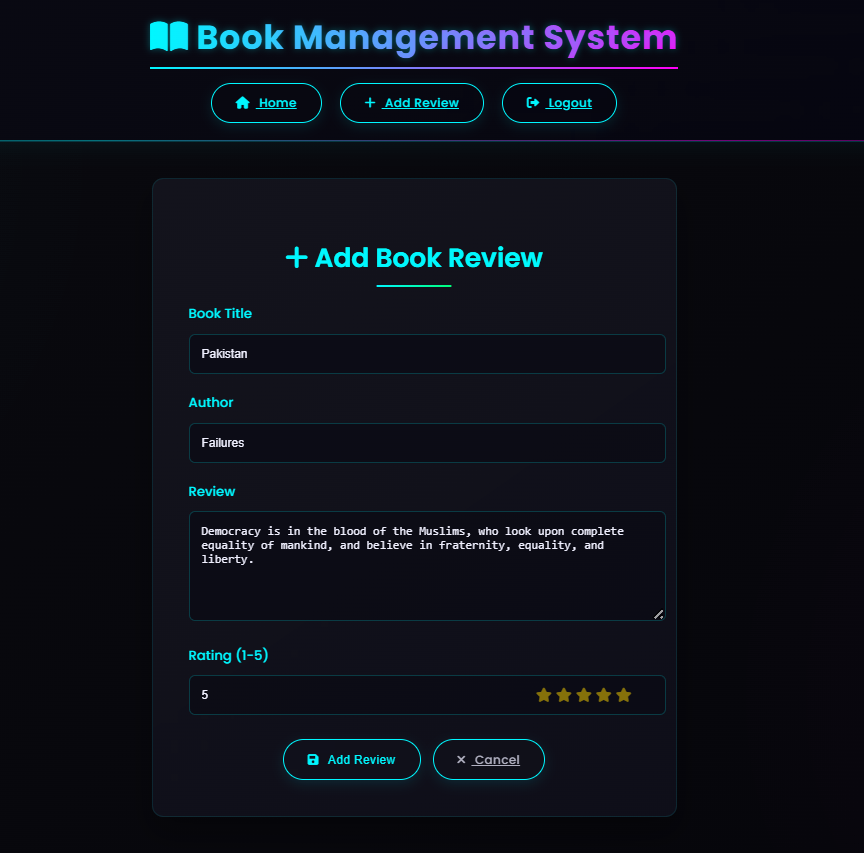 Book Management System
Home
Add Review
Logout
Add Book Review
Book Title
Pakistan
Author
Failures
Review
Democracy is in the blood of the Muslims, who look upon complete
equality of mankind, and believe in fraternity, equality, and
liberty.
Rating (1-5)
5
Add Review
Cancel